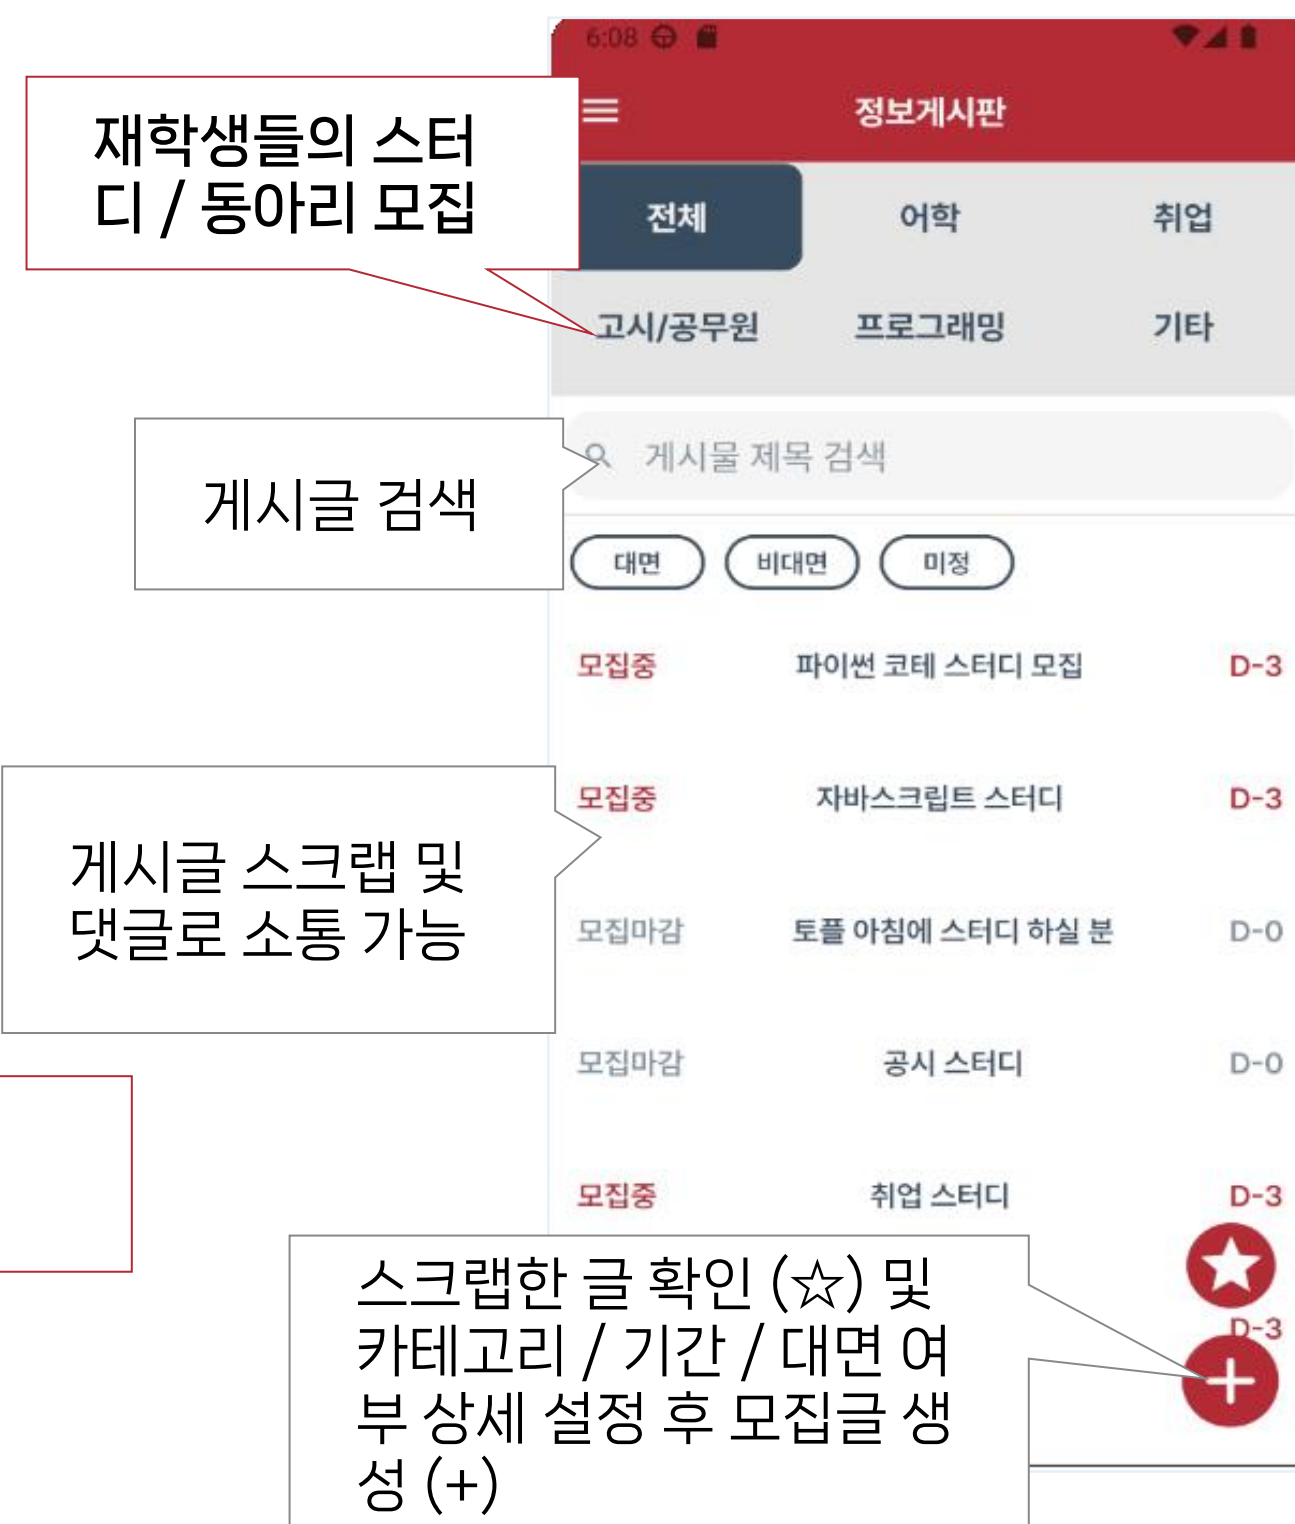 6:08
정보게시판
재학생들의 스터
디 / 동아리 모집
전체 어학 취업
고시/공무원 프로그래밍 기타
게시물 제목 검색
게시글 검색
대면 비대면 미정
모집중 파이썬 코테 스터디 모집 D-3
모집중 자바스크립트 스터디 D-3
게시글 스크랩 및
댓글로 소통 가능
모집마감 토플 아침에 스터디 하실 분 D-0
모집마감 공시 스터디 D-0
모집중 취업 스터디 D-3
D-3
스크랩한 글 확인 (☆) 및
카테고리 / 기간 / 대면 여
부 상세 설정 후 모집글 생
성 (+)